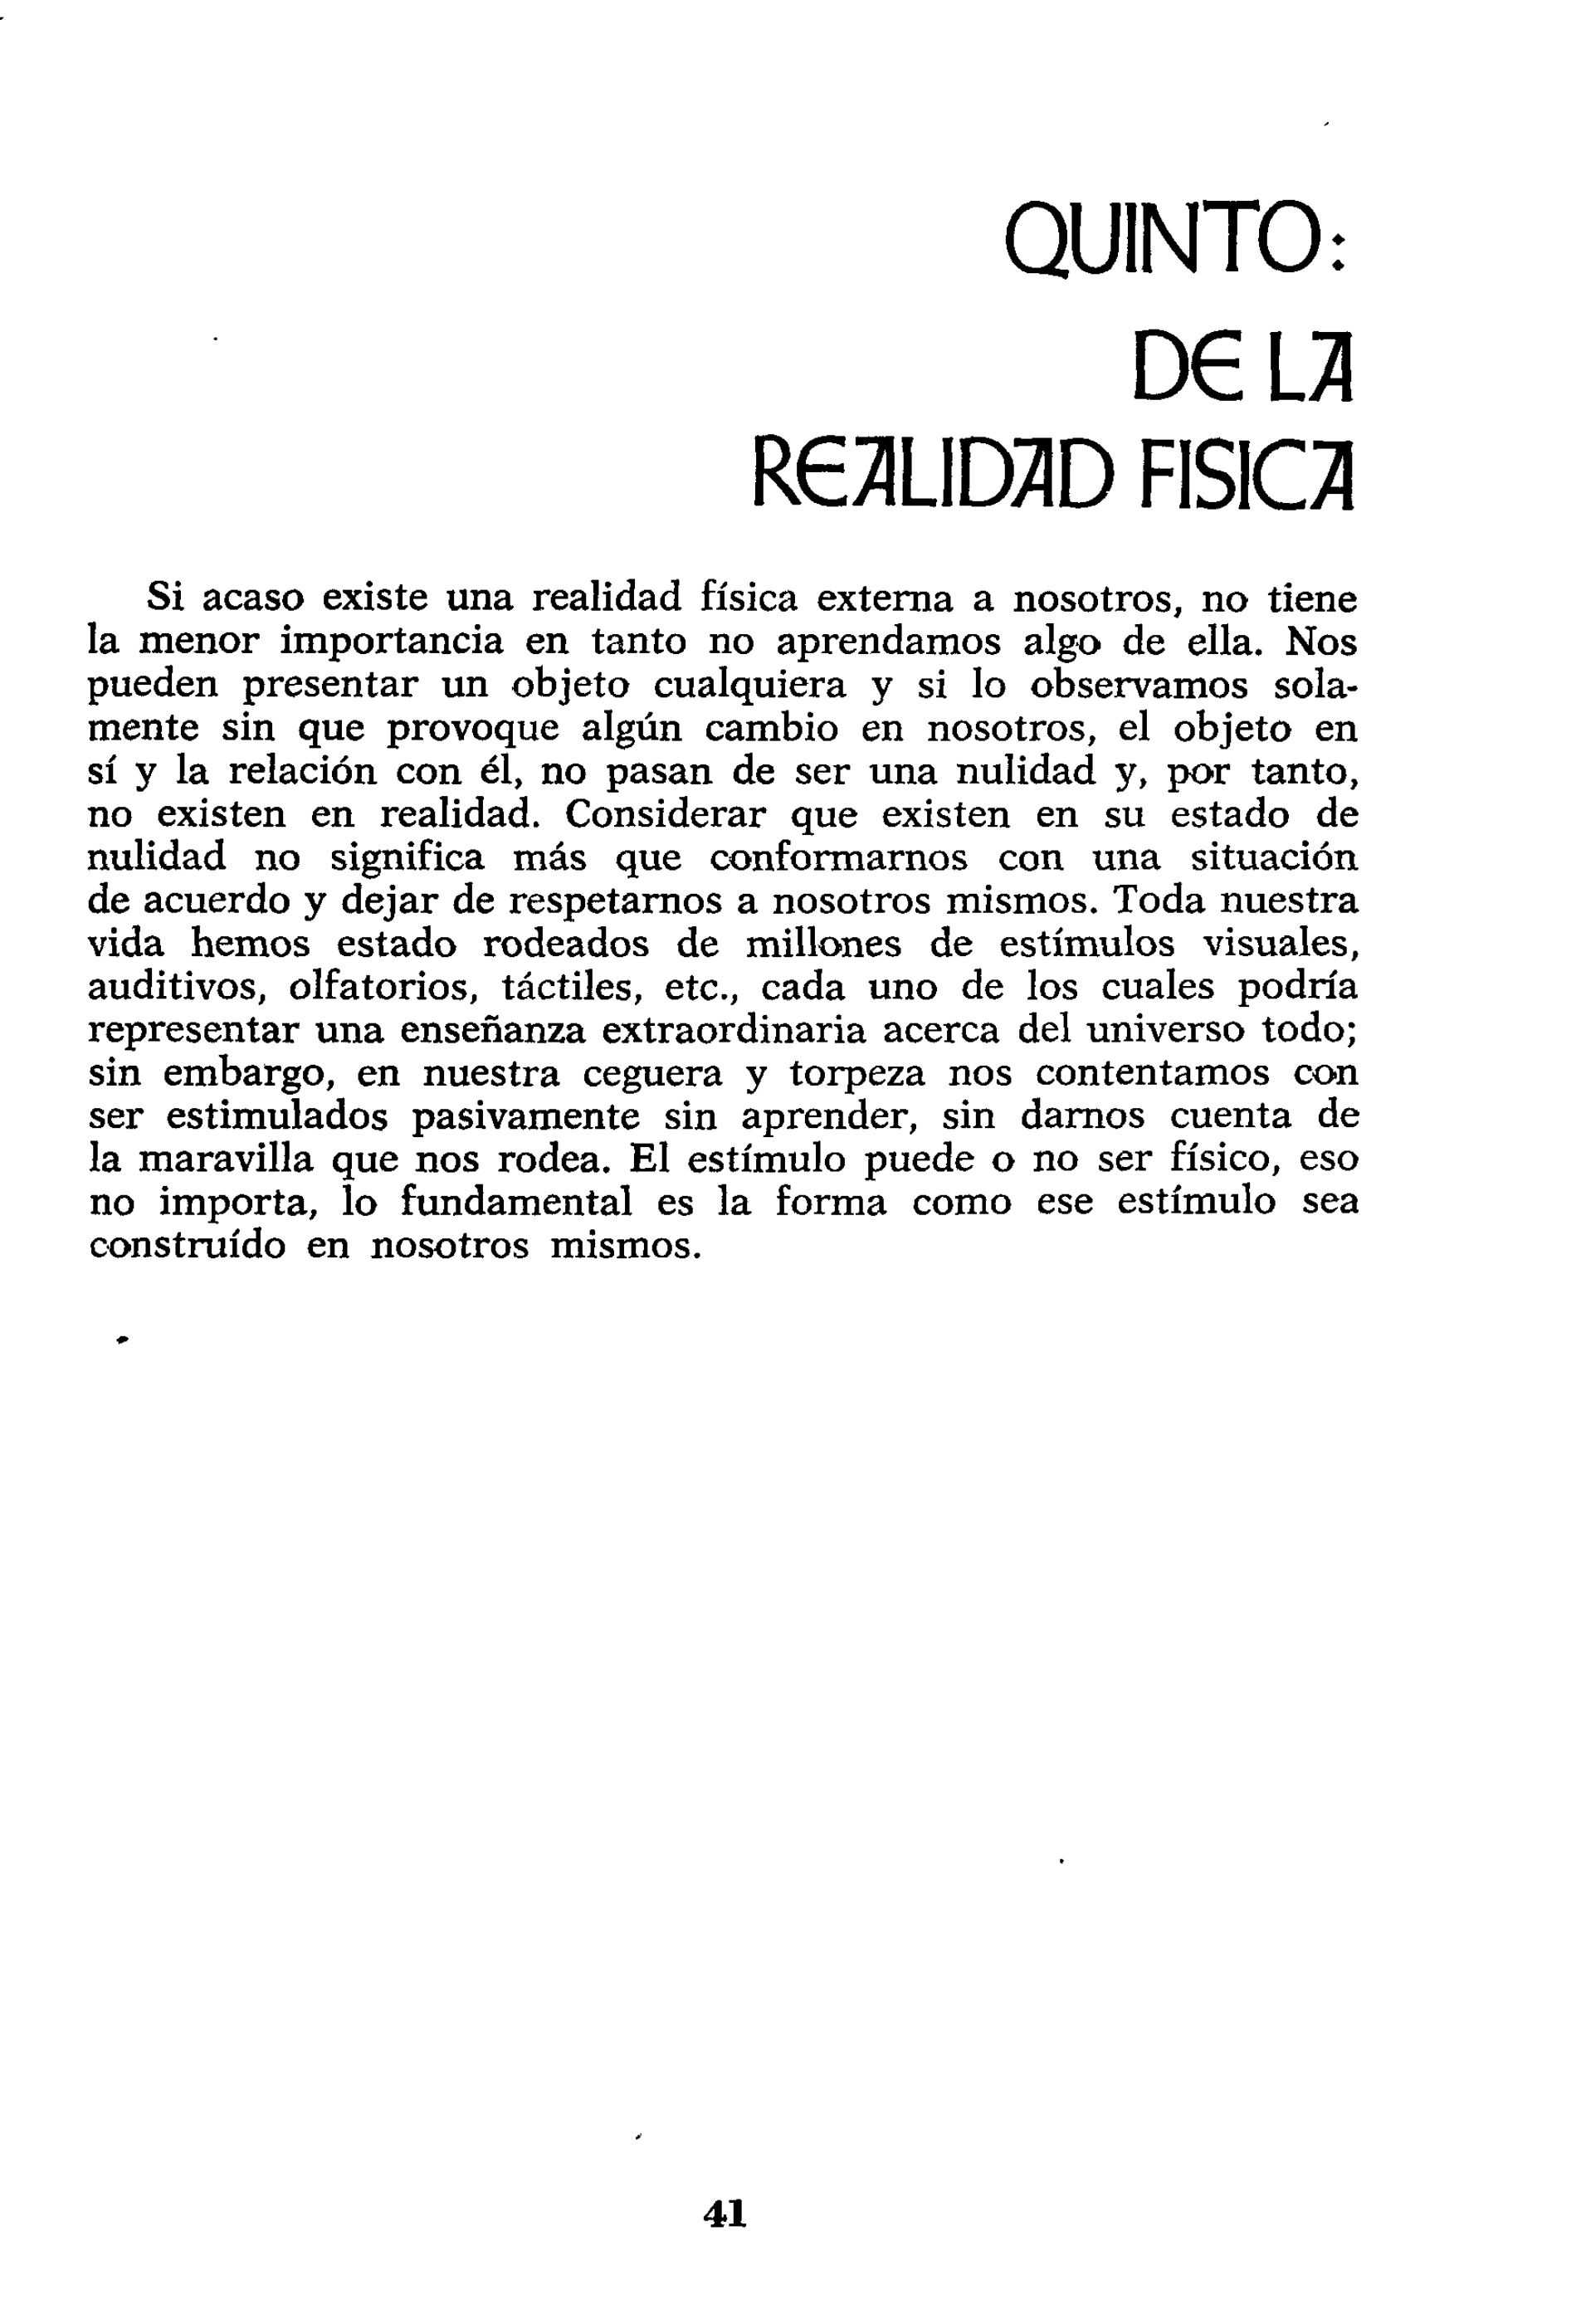 QUINTO:
DE LA
REALIDAD FISICA
Si acaso existe una realidad física externa a nosotros, no tiene
la menor importancia en tanto no aprendamos algo de ella. Nos
pueden presentar un objeto cualquiera y si lo observamos sola-
mente sin que provoque algún cambio en nosotros, el objeto en
sí y la relación con él, no pasan de ser una nulidad y, por tanto,
no existen en realidad. Considerar que existen en su estado de
nulidad no significa más que conformarnos con una situación
de acuerdo y dejar de respetarnos a nosotros mismos. Toda nuestra
vida hemos estado rodeados de millones de estímulos visuales,
auditivos, olfatorios, táctiles, etc., cada uno de los cuales podría
representar una enseñanza extraordinaria acerca del universo todo;
sin embargo, en nuestra ceguera y torpeza nos contentamos con
ser estimulados pasivamente sin aprender, sin darnos cuenta de
la maravilla que nos rodea. El estímulo puede o no ser físico, eso
no importa, lo fundamental es la forma como ese estímulo sea
construído en nosotros mismos.
41